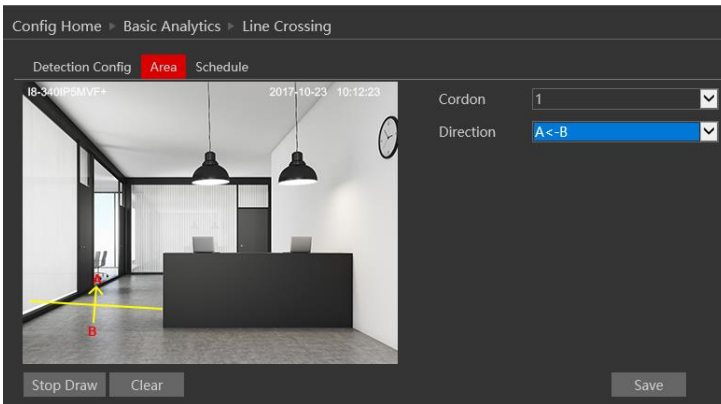 Config Home ▸ Basic Analytics ▸ Line Crossing
Detection Config Area Schedule
I8-340IP5MVF+ 2017-10-23 10:12:23
Cordon 1
Direction A<-B
A
B
Stop Draw Clear Save